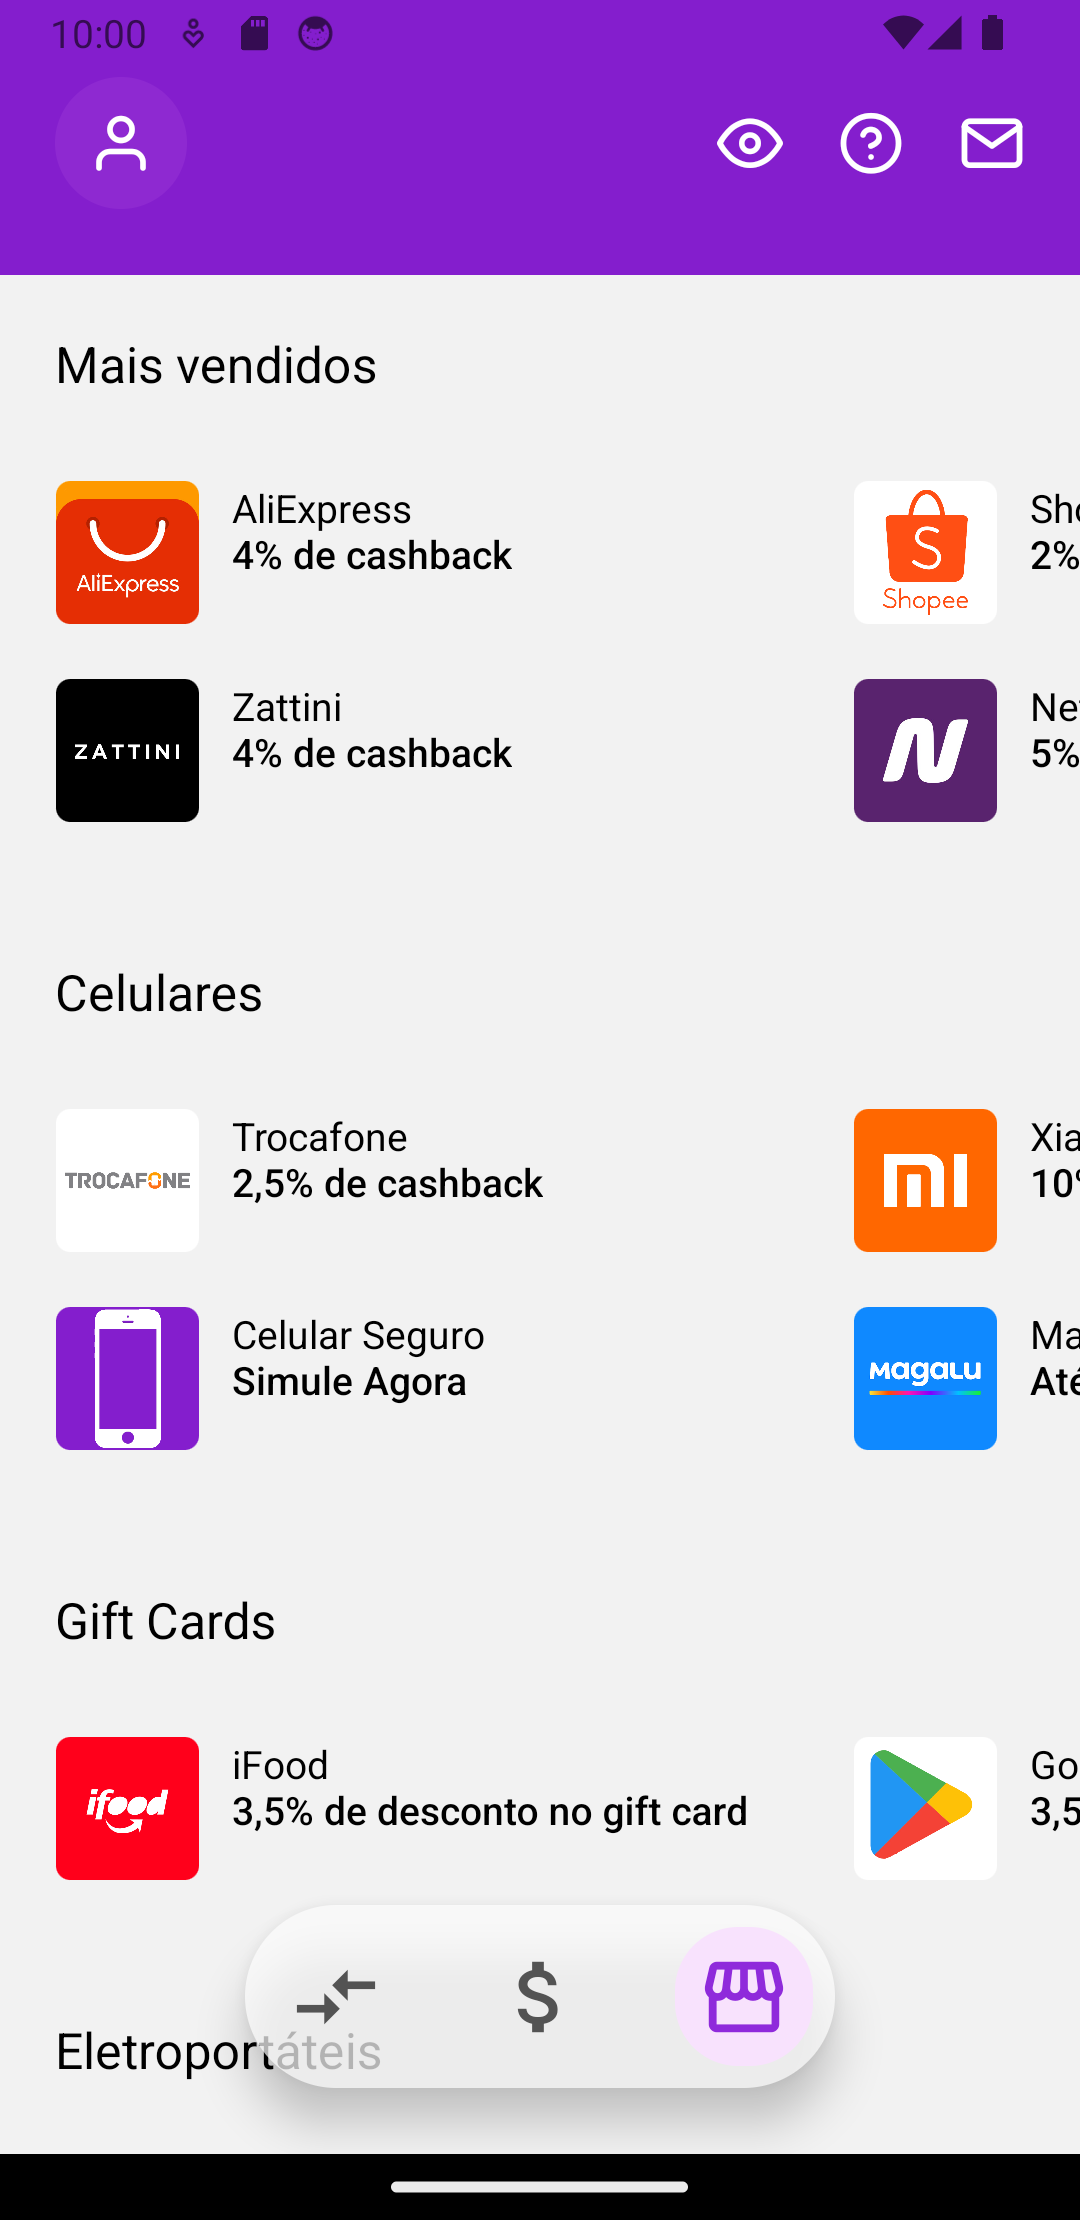 10:00
Mais vendidos
AliExpress
AliExpress
4% de cashback
Shopee
Sho
2%
ZATTINI
Zattini
4% de cashback
N
Ne
5%
Celulares
TROCAFONE
Trocafone
2,5% de cashback
mi
Xia
10%
Celular Seguro
Simule Agora
MagaLu
Ma
Até
Gift Cards
ifood
iFood
3,5% de desconto no gift card
Go
3,5
Eletroportáteis